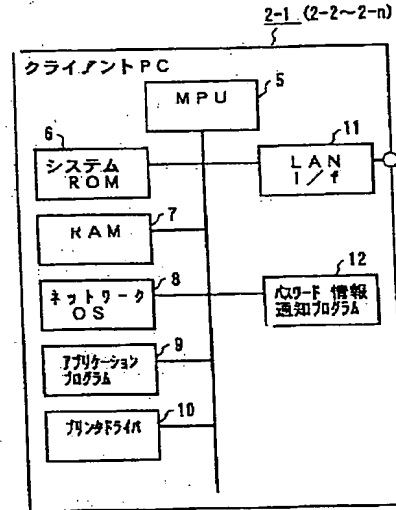 2-1 (2-2~2-n)
クライアントPC
MPU
5
6
システム
ROM
11
LAN
I/f
RAM
7
ネットワーク
OS
8
12
パスワード 情報
通知プログラム
アプリケーション
プログラム
9
プリンタドライバ
10